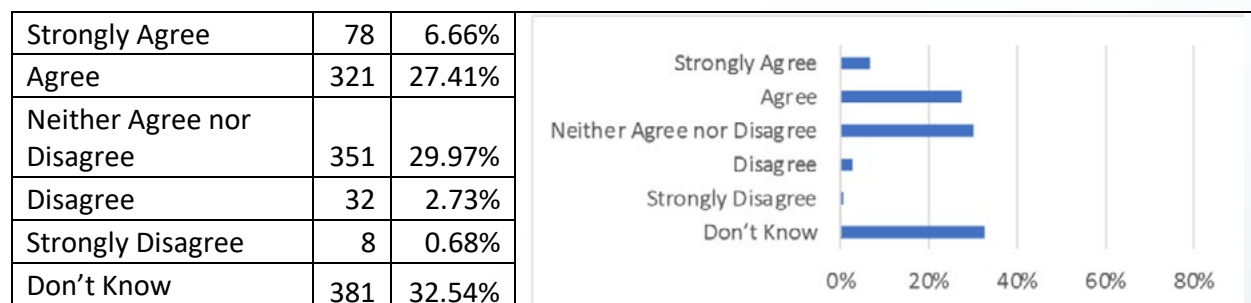 Strongly Agree 78 6.66%
Agree 321 27.41%
Neither Agree nor
Disagree 351 29.97%
Disagree 32 2.73%
Strongly Disagree 8 0.68%
Don't Know 381 32.54%
Strongly Agree
Agree
Neither Agree nor Disagree
Disagree
Strongly Disagree
Don't Know
0% 20% 40% 60% 80%